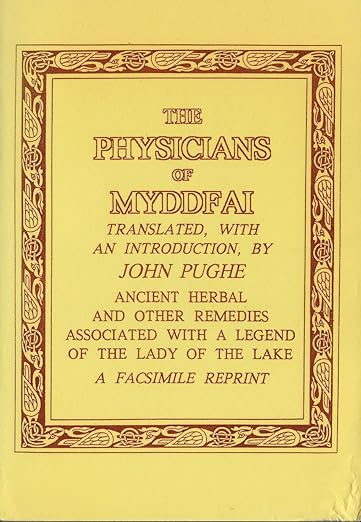 THE
PHYSICIANS
OF
MYDDFAI
TRANSLATED, WITH
AN INTRODUCTION, BY
JOHN PUGHE
ANCIENT HERBAL
AND OTHER REMEDIES
ASSOCIATED WITH A LEGEND
OF THE LADY OF THE LAKE
A FACSIMILE REPRINT